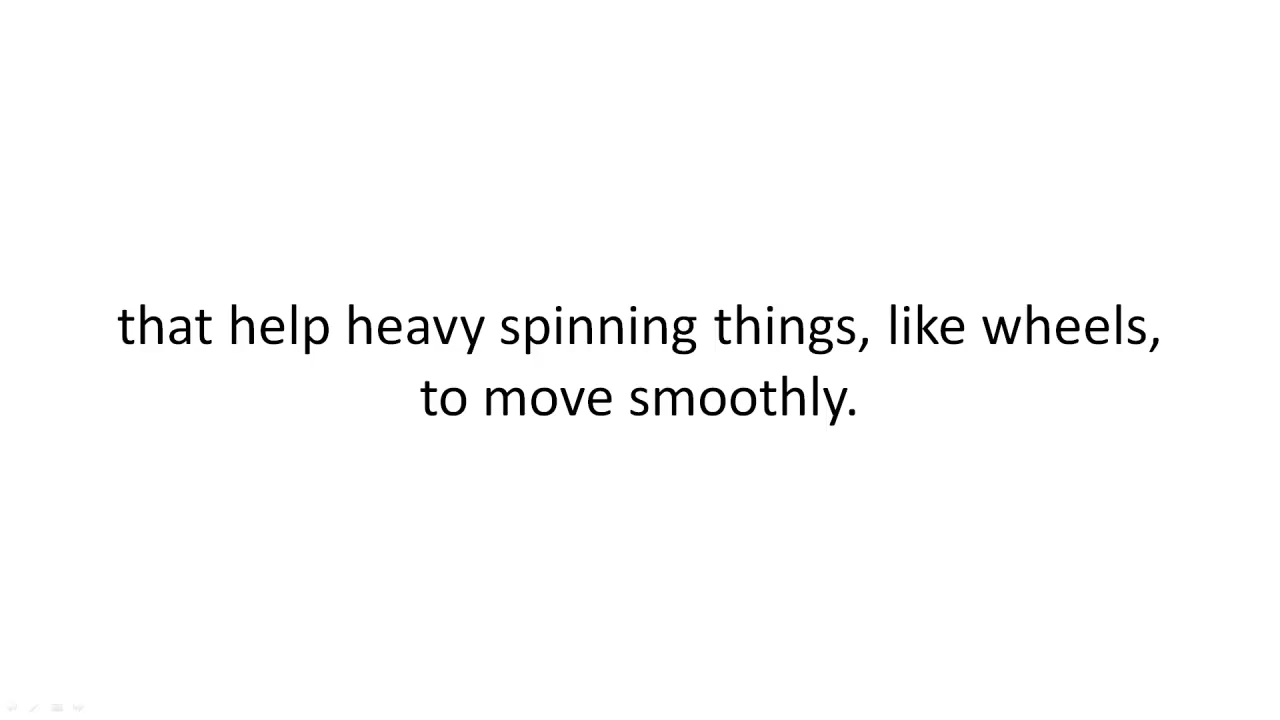 that help heavy spinning things, like wheels,
to move smoothly.